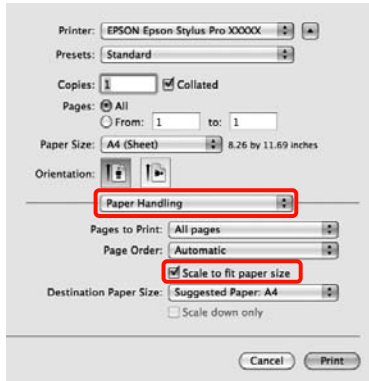 Printer: EPSON Epson Stylus Pro XXXXX
Presets: Standard
Copies: 1 Collated
Pages: All
From: 1 to: 1
Paper Size: A4 (Sheet) 8.26 by 11.69 inches
Orientation:
Paper Handling
Pages to Print: All pages
Page Order: Automatic
Scale to fit paper size
Destination Paper Size: Suggested Paper: A4
Scale down only
Cancel Print